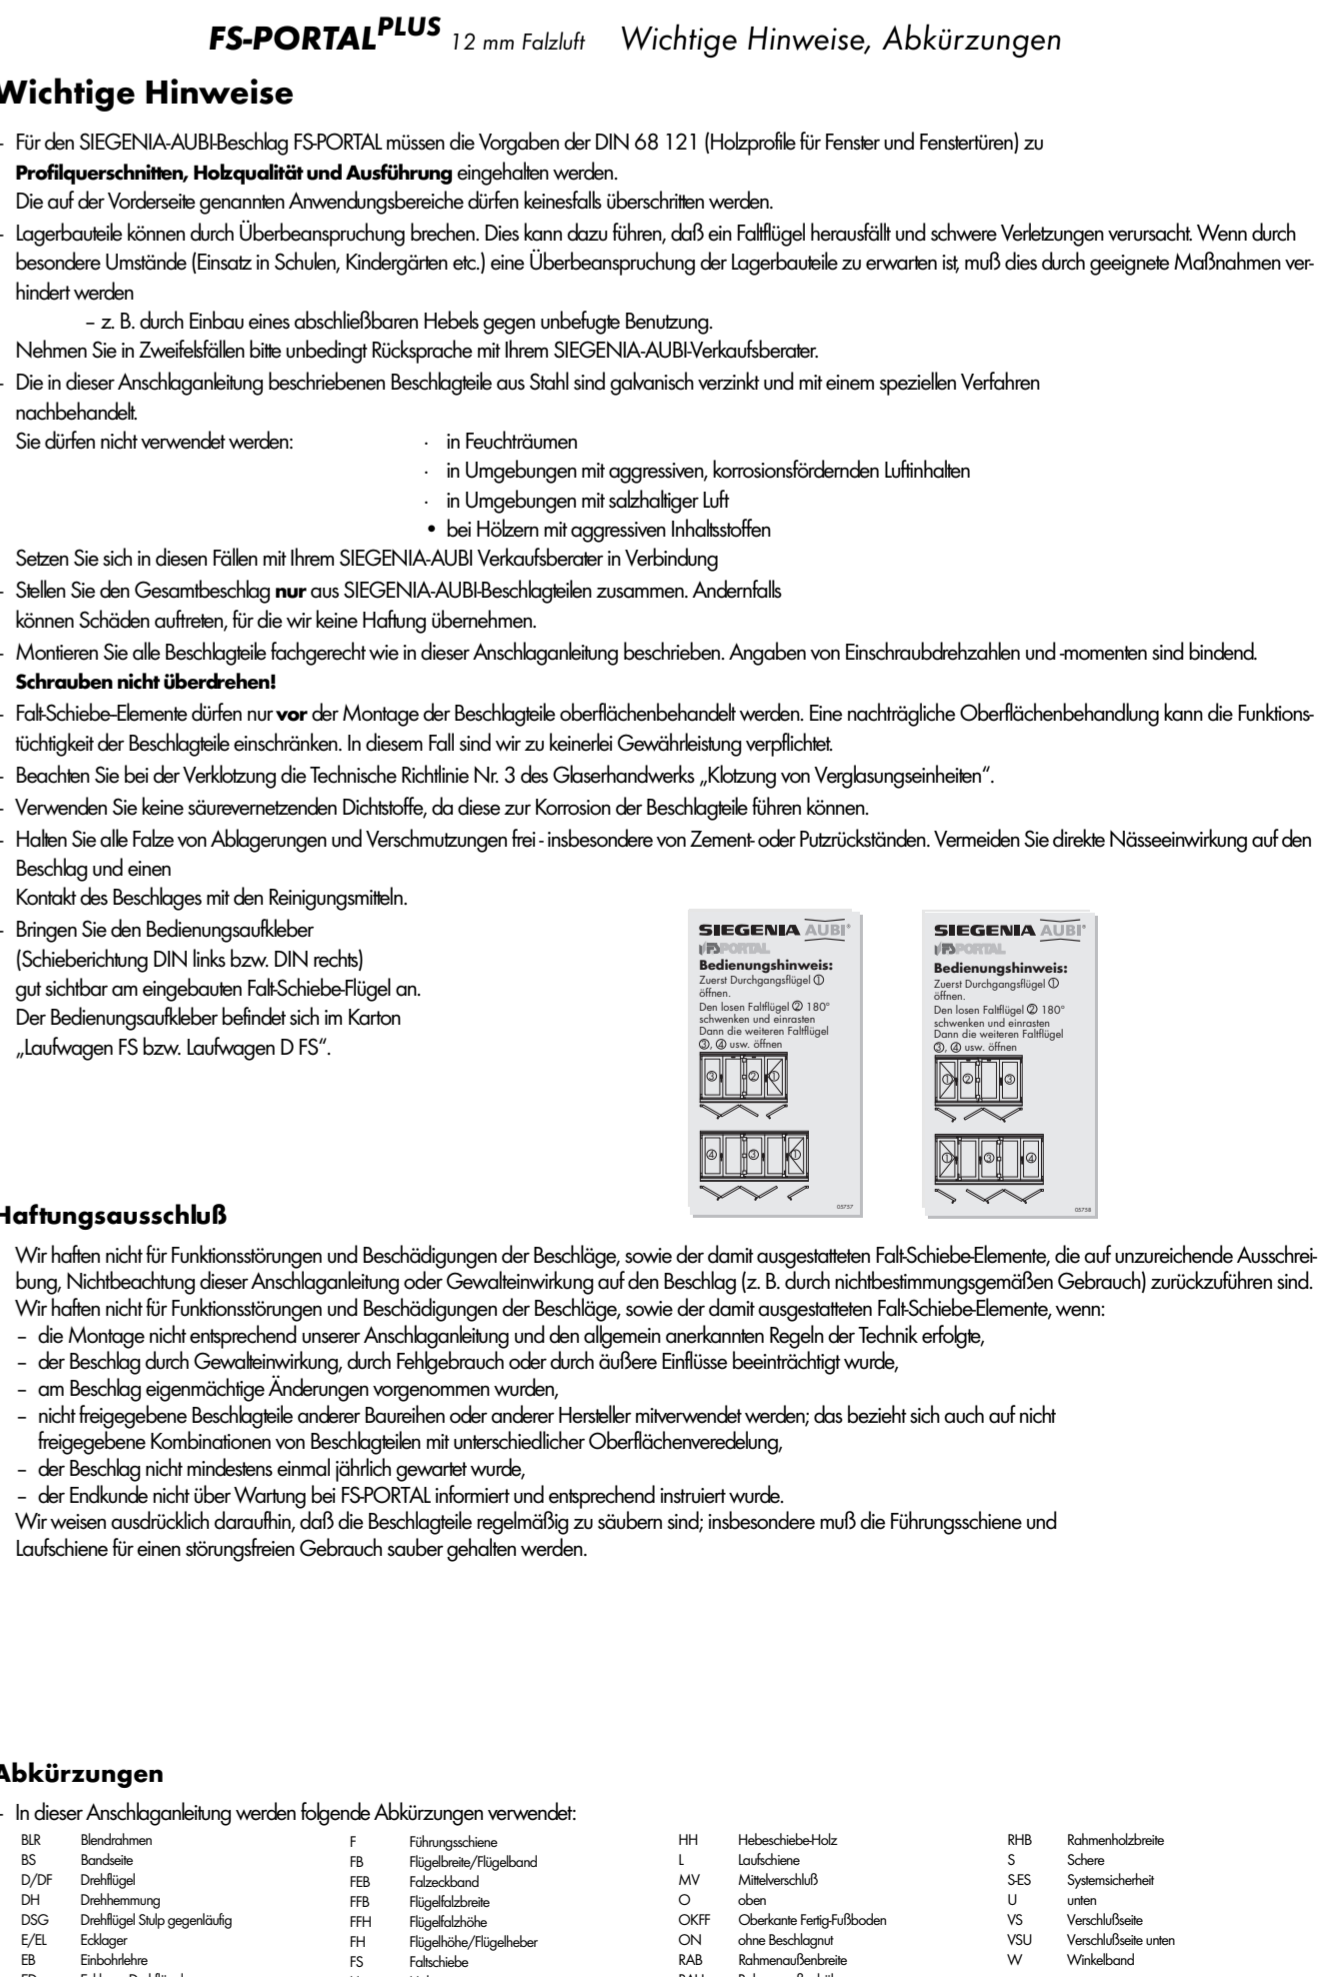 FS-PORTALPLUS 12 mm Falzluft Wichtige Hinweise, Abkürzungen
Wichtige Hinweise
- Für den SIEGENIA-AUBI-Beschlag FS-PORTAL müssen die Vorgaben der DIN 68 121 (Holzprofile für Fenster und Fenstertüren) zu
Profilquerschnitten, Holzqualität und Ausführung eingehalten werden.
Die auf der Vorderseite genannten Anwendungsbereiche dürfen keinesfalls überschritten werden.
- Lagerbauteile können durch Überbeanspruchung brechen. Dies kann dazu führen, daß ein Faltflügel herausfällt und schwere Verletzungen verursacht. Wenn durch
besondere Umstände (Einsatz in Schulen, Kindergärten etc.) eine Überbeanspruchung der Lagerbauteile zu erwarten ist, muß dies durch geeignete Maßnahmen ver-
hindert werden
– z. B. durch Einbau eines abschließbaren Hebels gegen unbefugte Benutzung.
Nehmen Sie in Zweifelsfällen bitte unbedingt Rücksprache mit Ihrem SIEGENIA-AUBI-Verkaufsberater.
- Die in dieser Anschlaganleitung beschriebenen Beschlagteile aus Stahl sind galvanisch verzinkt und mit einem speziellen Verfahren
nachbehandelt.
Sie dürfen nicht verwendet werden: · in Feuchträumen
· in Umgebungen mit aggressiven, korrosionsfördernden Luftinhalten
· in Umgebungen mit salzhaltiger Luft
• bei Hölzern mit aggressiven Inhaltsstoffen
Setzen Sie sich in diesen Fällen mit Ihrem SIEGENIA-AUBI Verkaufsberater in Verbindung
- Stellen Sie den Gesamtbeschlag nur aus SIEGENIA-AUBI-Beschlagteilen zusammen. Andernfalls
können Schäden auftreten, für die wir keine Haftung übernehmen.
- Montieren Sie alle Beschlagteile fachgerecht wie in dieser Anschlaganleitung beschrieben. Angaben von Einschraubdrehzahlen und -momenten sind bindend.
Schrauben nicht überdrehen!
- Falt-Schiebe-Elemente dürfen nur vor der Montage der Beschlagteile oberflächenbehandelt werden. Eine nachträgliche Oberflächenbehandlung kann die Funktions-
tüchtigkeit der Beschlagteile einschränken. In diesem Fall sind wir zu keinerlei Gewährleistung verpflichtet.
- Beachten Sie bei der Verklotzung die Technische Richtlinie Nr. 3 des Glaserhandwerks „Klotzung von Verglasungseinheiten“.
- Verwenden Sie keine säurevernetzenden Dichtstoffe, da diese zur Korrosion der Beschlagteile führen können.
- Halten Sie alle Falze von Ablagerungen und Verschmutzungen frei - insbesondere von Zement- oder Putzrückständen. Vermeiden Sie direkte Nässeeinwirkung auf den
Beschlag und einen
Kontakt des Beschlages mit den Reinigungsmitteln.
- Bringen Sie den Bedienungsaufkleber
(Schieberichtung DIN links bzw. DIN rechts)
gut sichtbar am eingebauten Falt-Schiebe-Flügel an.
Der Bedienungsaufkleber befindet sich im Karton
„Laufwagen FS bzw. Laufwagen D FS“.
SIEGENIA AUBI®
FS PORTAL
Bedienungshinweis:
Zuerst Durchgangsflügel ①
öffnen.
Den losen Faltflügel ② 180°
schwenken und einrasten
Dann die weiteren Faltflügel
③, ④ usw. öffnen
③ ② ①
④ ③ ①
05757
SIEGENIA AUBI®
FS PORTAL
Bedienungshinweis:
Zuerst Durchgangsflügel ①
öffnen.
Den losen Faltflügel ② 180°
schwenken und einrasten
Dann die weiteren Faltflügel
③, ④ usw. öffnen
① ② ③
① ③ ④
05758
Haftungsausschluß
Wir haften nicht für Funktionsstörungen und Beschädigungen der Beschläge, sowie der damit ausgestatteten Falt-Schiebe-Elemente, die auf unzureichende Ausschrei-
bung, Nichtbeachtung dieser Anschlaganleitung oder Gewalteinwirkung auf den Beschlag (z. B. durch nichtbestimmungsgemäßen Gebrauch) zurückzuführen sind.
Wir haften nicht für Funktionsstörungen und Beschädigungen der Beschläge, sowie der damit ausgestatteten Falt-Schiebe-Elemente, wenn:
– die Montage nicht entsprechend unserer Anschlaganleitung und den allgemein anerkannten Regeln der Technik erfolgte,
– der Beschlag durch Gewalteinwirkung, durch Fehlgebrauch oder durch äußere Einflüsse beeinträchtigt wurde,
– am Beschlag eigenmächtige Änderungen vorgenommen wurden,
– nicht freigegebene Beschlagteile anderer Baureihen oder anderer Hersteller mitverwendet werden; das bezieht sich auch auf nicht
freigegebene Kombinationen von Beschlagteilen mit unterschiedlicher Oberflächenveredelung,
– der Beschlag nicht mindestens einmal jährlich gewartet wurde,
– der Endkunde nicht über Wartung bei FS-PORTAL informiert und entsprechend instruiert wurde.
Wir weisen ausdrücklich daraufhin, daß die Beschlagteile regelmäßig zu säubern sind; insbesondere muß die Führungsschiene und
Laufschiene für einen störungsfreien Gebrauch sauber gehalten werden.
Abkürzungen
- In dieser Anschlaganleitung werden folgende Abkürzungen verwendet:
BLR Blendrahmen
BS Bandseite
D/DF Drehflügel
DH Drehhemmung
DSG Drehflügel Stulp gegenläufig
E/EL Ecklager
EB Einbohrlehre
F Führungsschiene
FB Flügelbreite/Flügelband
FEB Falzeckband
FFB Flügelfalzbreite
FFH Flügelfalzhöhe
FH Flügelhöhe/Flügelheber
FS Faltschiebe
HH Hebeschiebe-Holz
L Laufschiene
MV Mittelverschluß
O oben
OKFF Oberkante Fertig-Fußboden
ON ohne Beschlagnut
RAB Rahmenaußenbreite
RHB Rahmenholzbreite
S Schere
S-ES Systemsicherheit
U unten
VS Verschlußseite
VSU Verschlußseite unten
W Winkelband